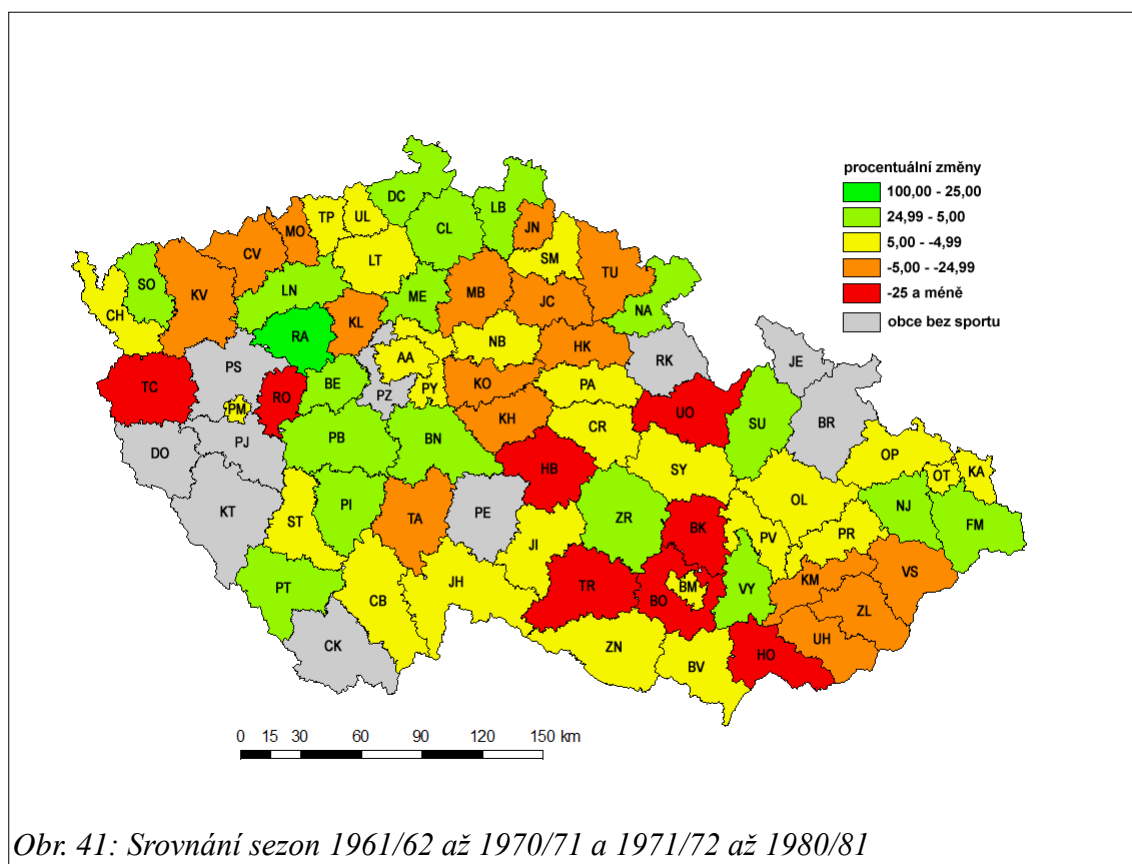 procentuální změny
100,00 - 25,00
24,99 - 5,00
5,00 - -4,99
-5,00 - -24,99
-25 a méně
obce bez sportu
DC
LB
TP
UL
MO
CL
JN
CV
LT
SM
TU
SO
KV
LN
ME
MB
JC
NA
CH
RA
KL
AA
NB
HK
RK
JE
TC
PS
RO
BE
PZ
PY
KO
PA
PM
KH
CR
UO
SU
BR
DO
PJ
PB
BN
HB
SY
OP
OT
KA
KT
ST
PI
TA
PE
ZR
BK
OL
NJ
FM
JI
PV
PR
PT
CB
JH
TR
BO
BM
VY
KM
VS
ZL
CK
ZN
BV
HO
UH
0 15 30 60 90 120 150 km
Obr. 41: Srovnání sezon 1961/62 až 1970/71 a 1971/72 až 1980/81